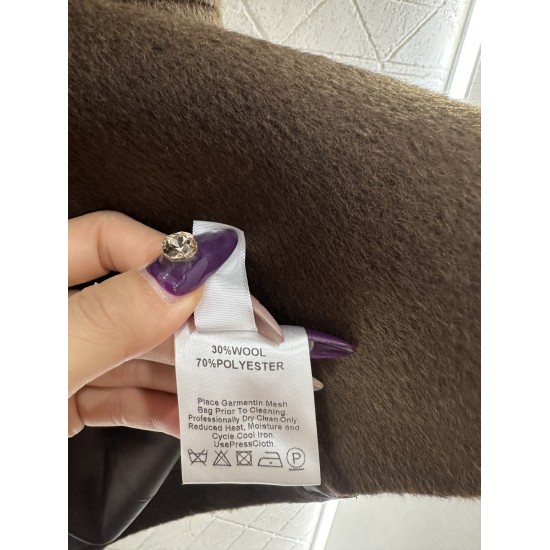 30%WOOL
70%POLYESTER
Place Garmentin Mesh
Bag Prior To Cleaning.
Professionally Dry Clean Only.
Reduced Heat, Moisture and
Cycle.Cool Iron.
UsePressCloth.
P